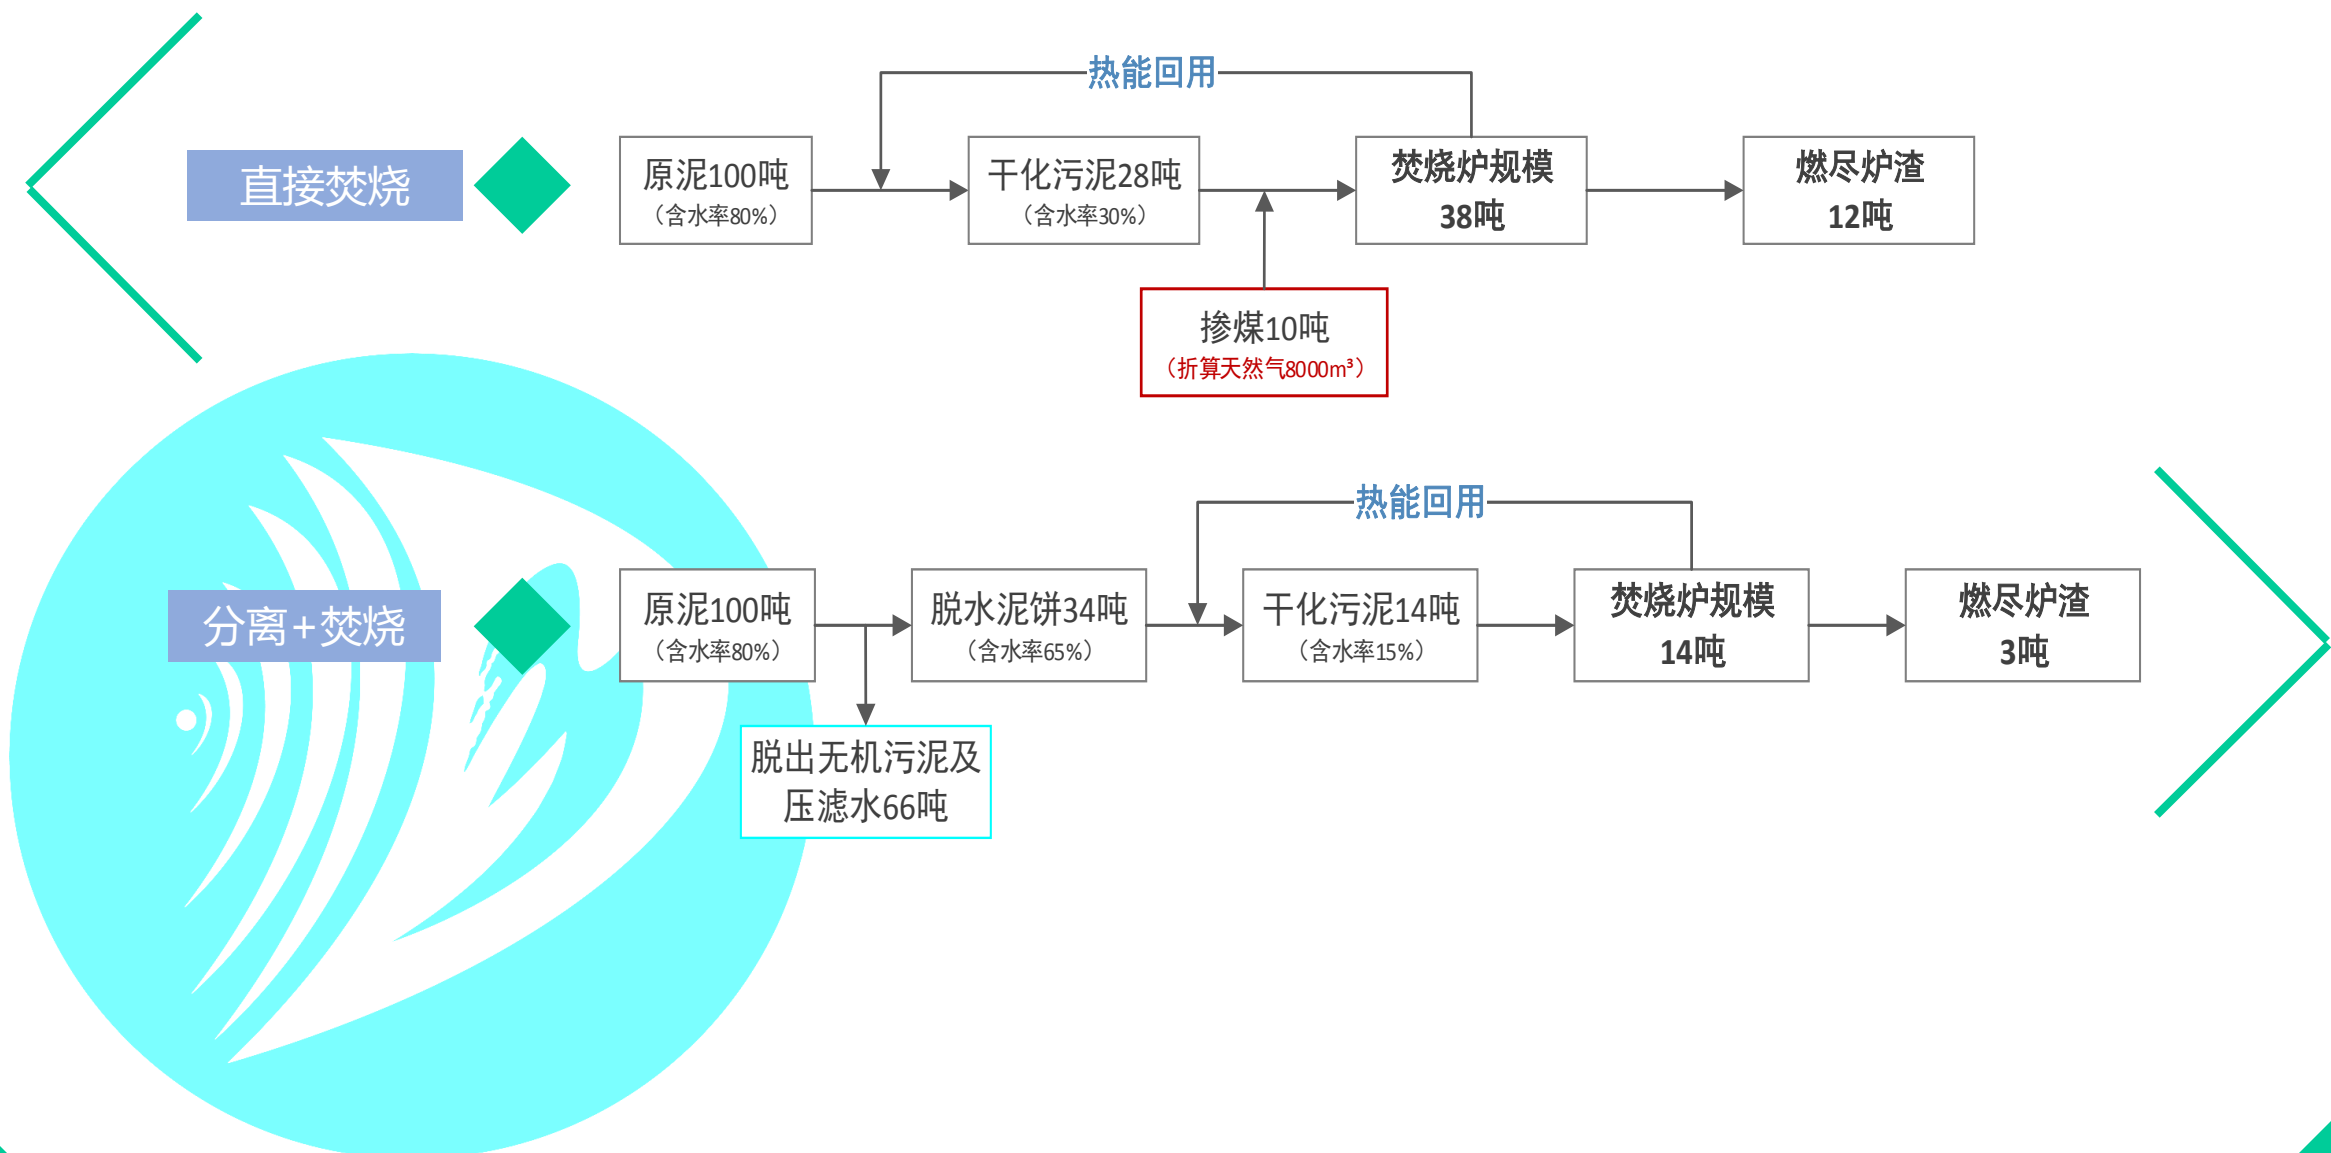 热能回用
直接焚烧
原泥100吨
（含水率80%）
干化污泥28吨
（含水率30%）
焚烧炉规模
38吨
燃尽炉渣
12吨
掺煤10吨
（折算天然气8000m³）
热能回用
分离+焚烧
原泥100吨
（含水率80%）
脱水泥饼34吨
（含水率65%）
干化污泥14吨
（含水率15%）
焚烧炉规模
14吨
燃尽炉渣
3吨
脱出无机污泥及
压滤水66吨